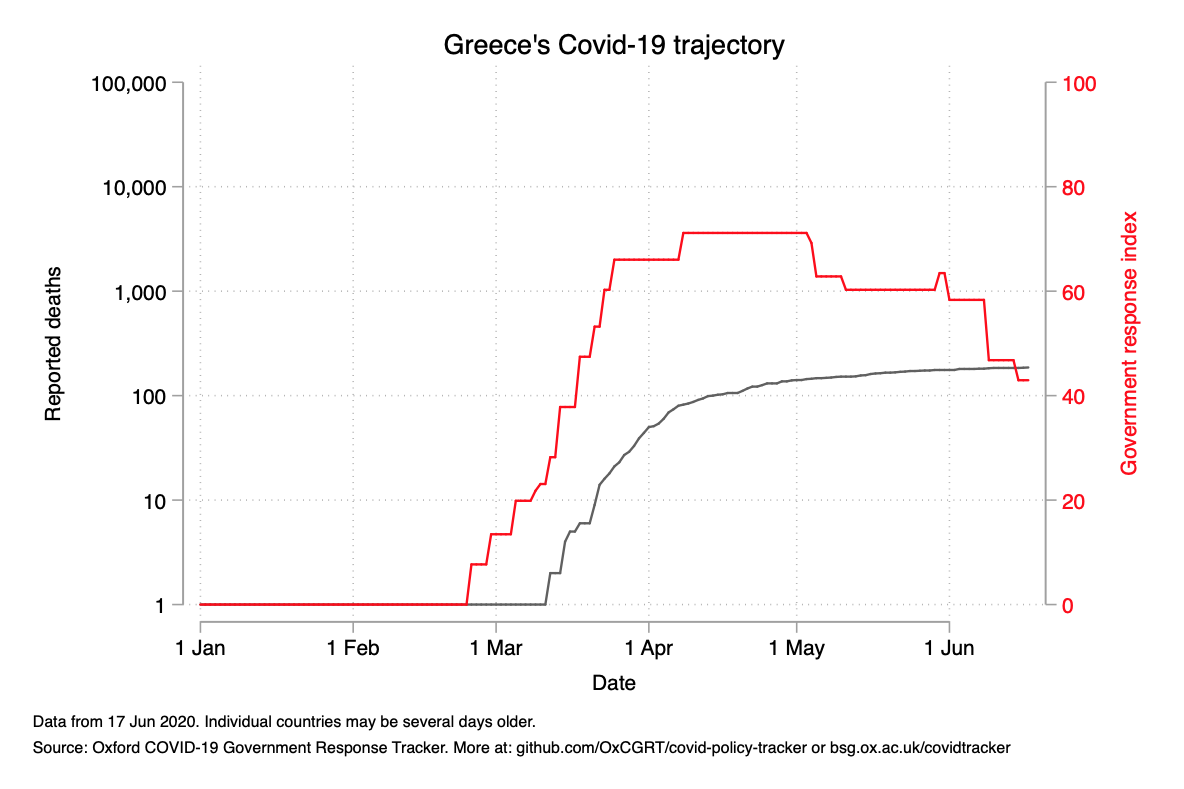 Greece's Covid-19 trajectory
100,000
10,000
1,000
100
10
1
Reported deaths
100
80
60
40
20
0
Government response index
1 Jan
1 Feb
1 Mar
1 Apr
1 May
1 Jun
Date
Data from 17 Jun 2020. Individual countries may be several days older.
Source: Oxford COVID-19 Government Response Tracker. More at: github.com/OxCGRT/covid-policy-tracker or bsg.ox.ac.uk/covidtracker